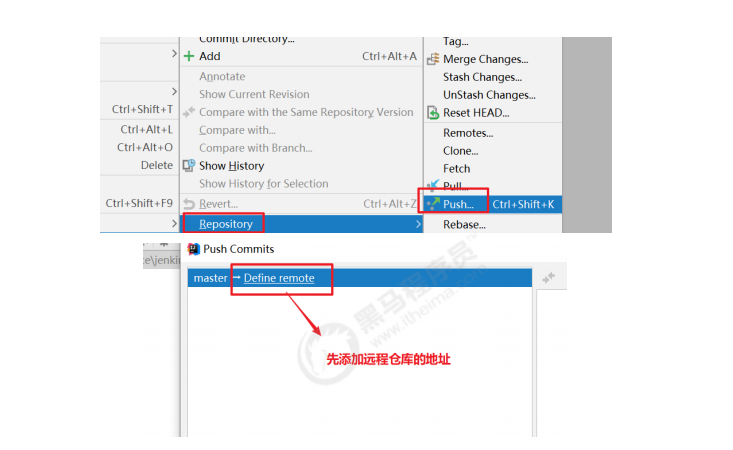 Commit Directory...
Add Ctrl+Alt+A
Annotate
Show Current Revision
Compare with the Same Repository Version
Compare with...
Compare with Branch...
Show History
Show History for Selection
Revert... Ctrl+Alt+Z
Repository
Ctrl+Shift+T
Ctrl+Alt+L
Ctrl+Alt+O
Delete
Ctrl+Shift+F9
Tag...
Merge Changes...
Stash Changes...
UnStash Changes...
Reset HEAD...
Remotes...
Clone...
Fetch
Pull...
Push... Ctrl+Shift+K
Rebase...
Push Commits
e\jenki
master → Define remote
先添加远程仓库的地址
黑马程序员
www.itheima.com